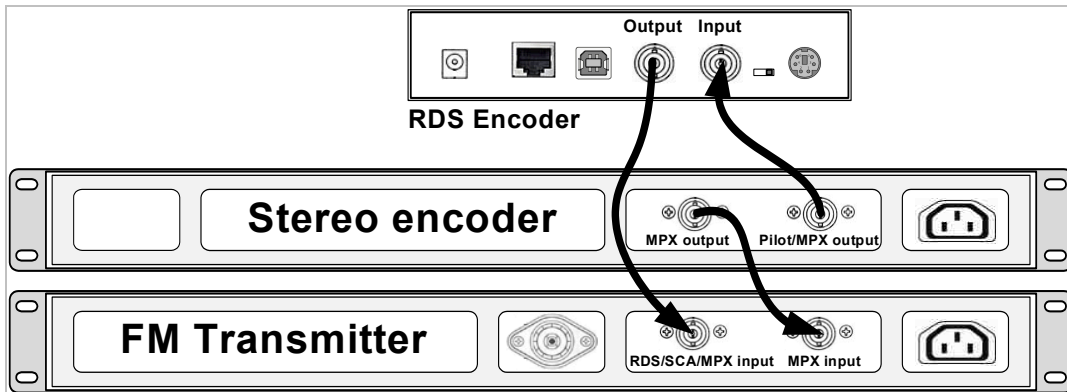 Output Input
RDS Encoder
Stereo encoder
MPX output Pilot/MPX output
FM Transmitter
RDS/SCA/MPX input MPX input